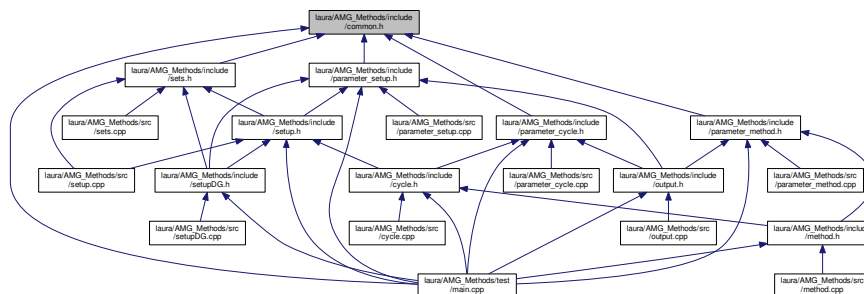 laura/AMG_Methods/include
/common.h
laura/AMG_Methods/include
/sets.h
laura/AMG_Methods/include
/parameter_setup.h
laura/AMG_Methods/src
/sets.cpp
laura/AMG_Methods/include
/setup.h
laura/AMG_Methods/src
/parameter_setup.cpp
laura/AMG_Methods/include
/parameter_cycle.h
laura/AMG_Methods/include
/parameter_method.h
laura/AMG_Methods/src
/setup.cpp
laura/AMG_Methods/include
/setupDG.h
laura/AMG_Methods/include
/cycle.h
laura/AMG_Methods/src
/parameter_cycle.cpp
laura/AMG_Methods/include
/output.h
laura/AMG_Methods/src
/parameter_method.cpp
laura/AMG_Methods/src
/setupDG.cpp
laura/AMG_Methods/src
/cycle.cpp
laura/AMG_Methods/src
/output.cpp
laura/AMG_Methods/include
/method.h
laura/AMG_Methods/test
/main.cpp
laura/AMG_Methods/src
/method.cpp